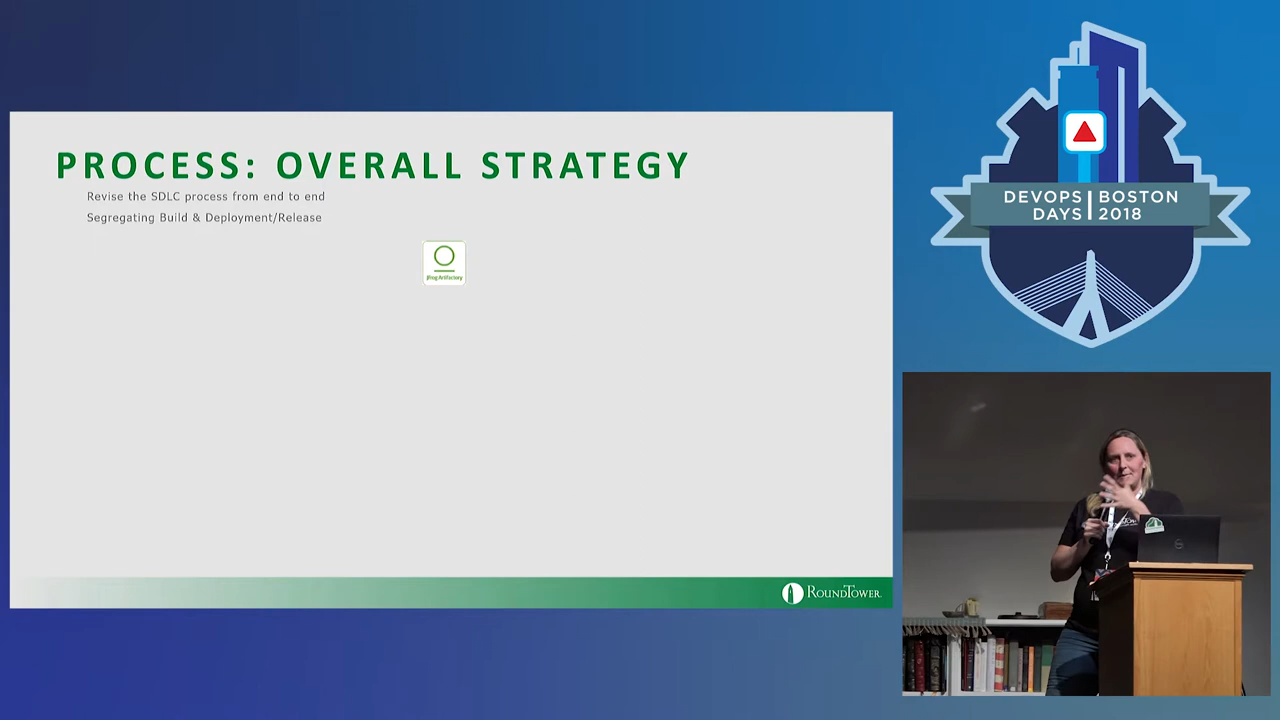 PROCESS: OVERALL STRATEGY
Revise the SDLC process from end to end
Segregating Build & Deployment/Release
JFrog Artifactory
ROUNDTOWER
DEVOPS DAYS
BOSTON 2018